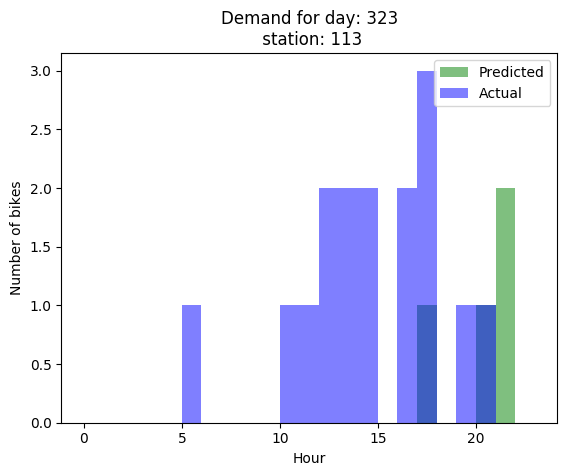 Demand for day: 323
station: 113
Predicted
Actual
Number of bikes
3.0
2.5
2.0
1.5
1.0
0.5
0.0
0
5
10
15
20
Hour